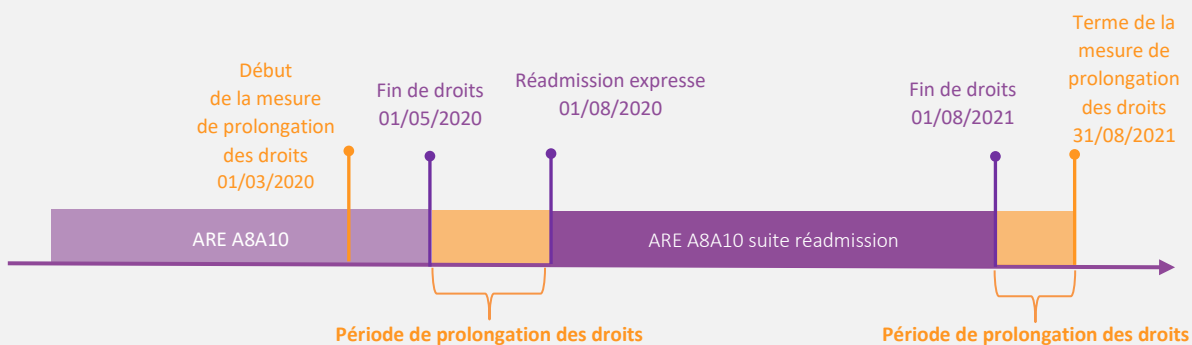 Début
de la mesure
de prolongation
des droits
01/03/2020
Fin de droits
01/05/2020
Réadmission expresse
01/08/2020
Fin de droits
01/08/2021
Terme de la
mesure de
prolongation
des droits
31/08/2021
ARE A8A10
ARE A8A10 suite réadmission
Période de prolongation des droits
Période de prolongation des droits